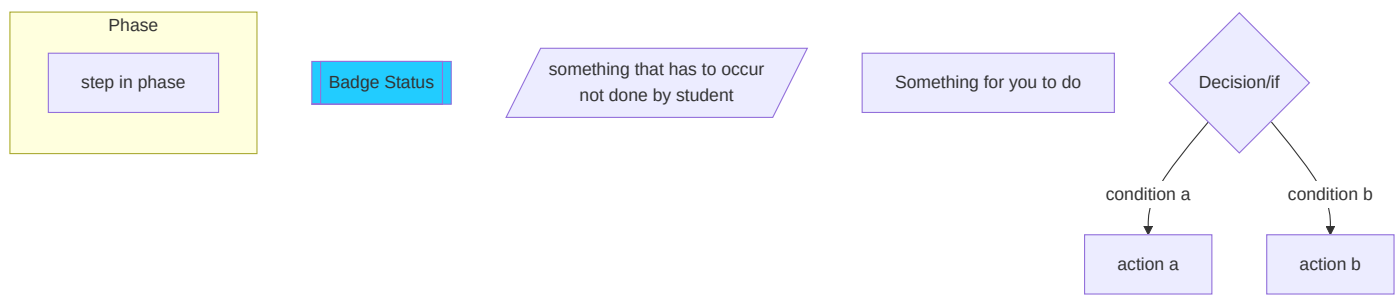 Phase
step in phase
Badge Status
something that has to occur
not done by student
Something for you to do
Decision/if
condition a
condition b
action a
action b